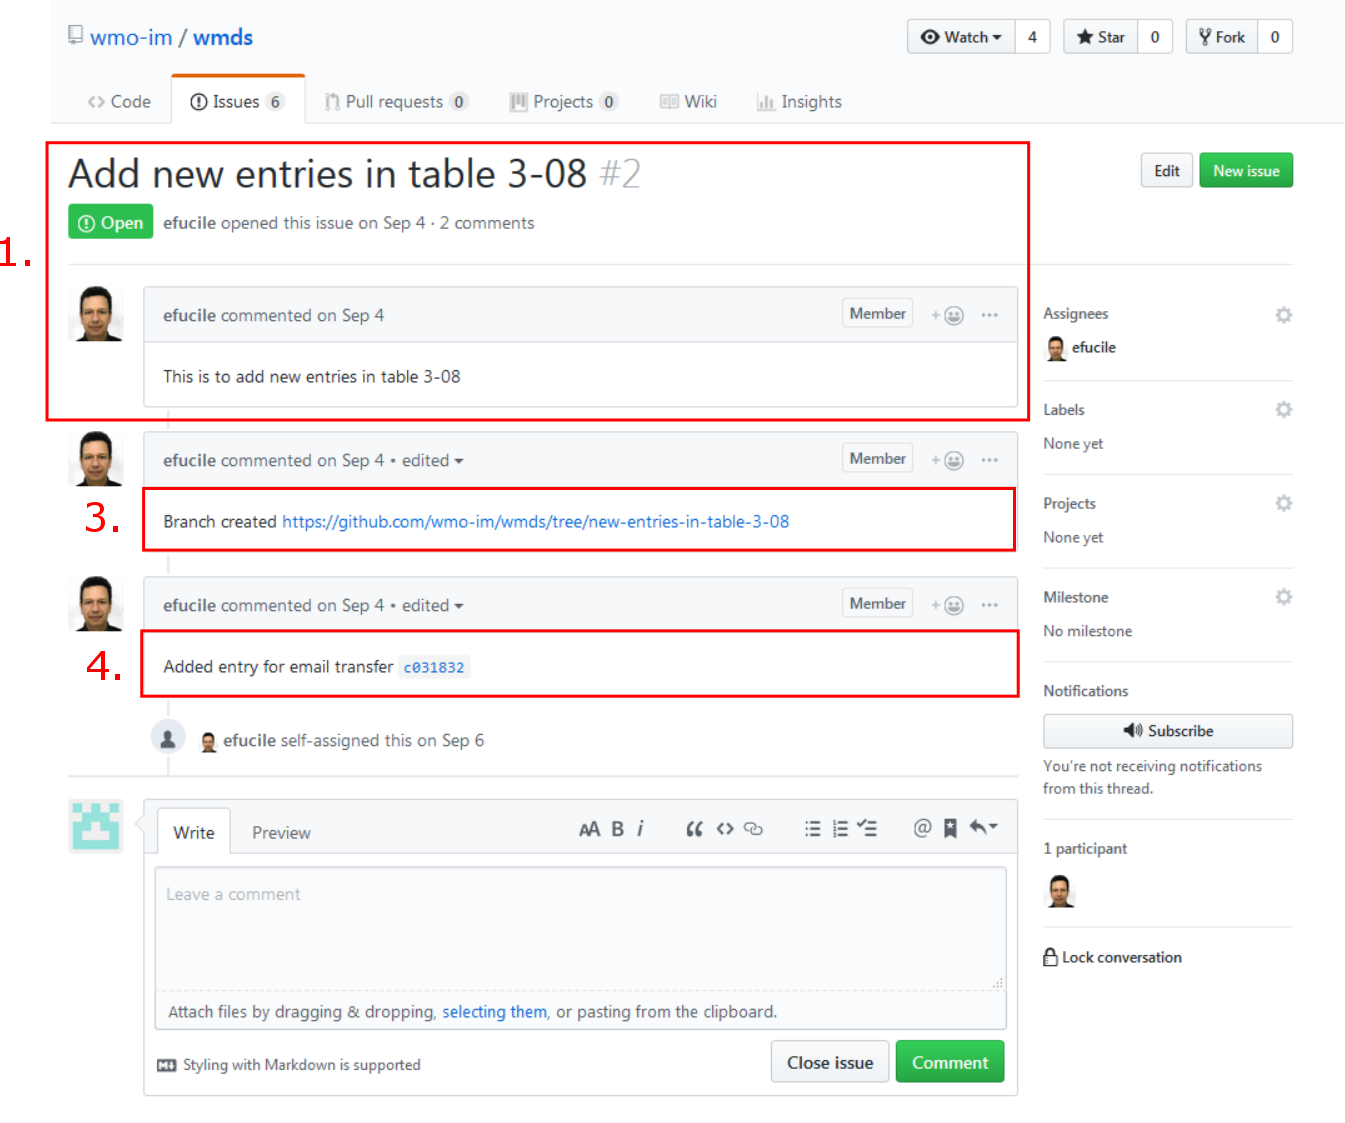 wmo-im / wmds
Watch 4 Star 0 Fork 0
Code Issues 6 Pull requests 0 Projects 0 Wiki Insights
Add new entries in table 3-08 #2
Edit New issue
Open efucile opened this issue on Sep 4 · 2 comments
1.
efucile commented on Sep 4 Member
This is to add new entries in table 3-08
efucile commented on Sep 4 • edited Member
3.
Branch created https://github.com/wmo-im/wmds/tree/new-entries-in-table-3-08
efucile commented on Sep 4 • edited Member
4.
Added entry for email transfer c031832
efucile self-assigned this on Sep 6
Write Preview
AA B i
Leave a comment
Attach files by dragging & dropping, selecting them, or pasting from the clipboard.
Styling with Markdown is supported
Close issue Comment
Assignees
efucile
Labels
None yet
Projects
None yet
Milestone
No milestone
Notifications
Subscribe
You're not receiving notifications
from this thread.
1 participant
Lock conversation